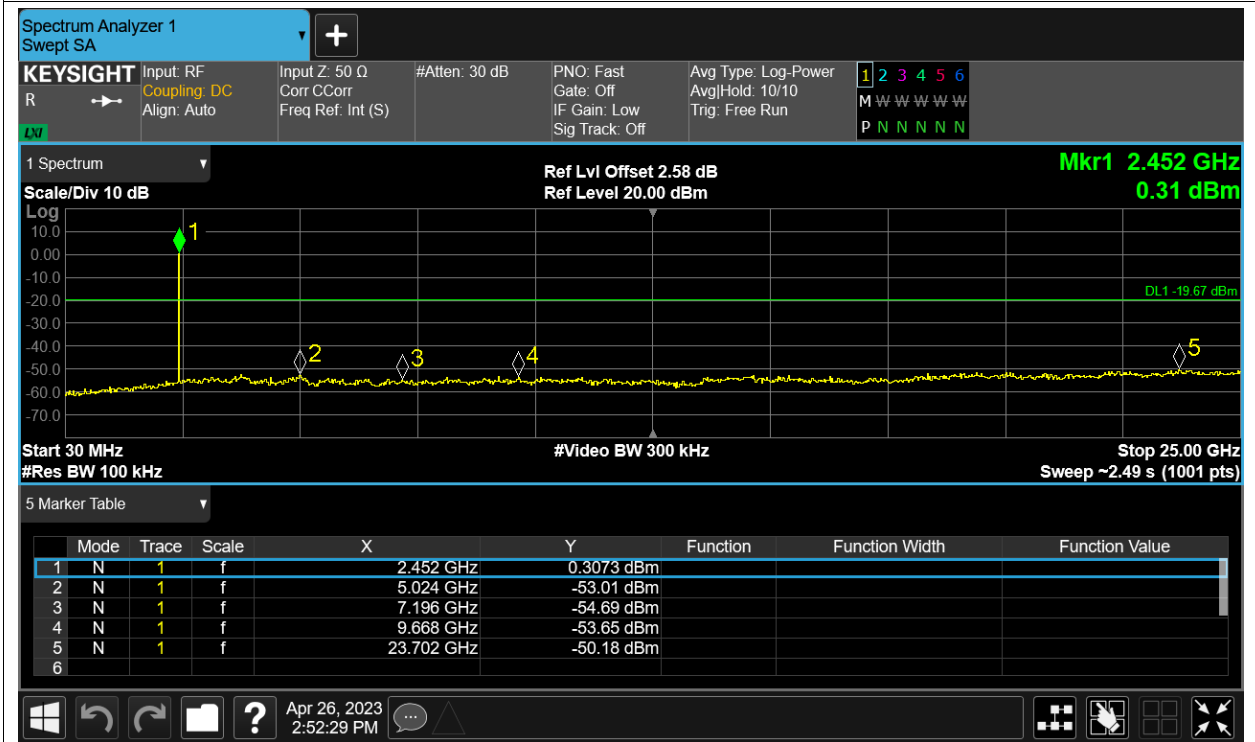 Spectrum Analyzer 1
Swept SA
+
KEYSIGHT
R
LXI
Input: RF
Coupling: DC
Align: Auto
Input Z: 50 Ω
Corr CCorr
Freq Ref: Int (S)
#Atten: 30 dB
PNO: Fast
Gate: Off
IF Gain: Low
Sig Track: Off
Avg Type: Log-Power
Avg|Hold: 10/10
Trig: Free Run
1 2 3 4 5 6
M W W W W W
P N N N N N
1 Spectrum
Scale/Div 10 dB
Ref Lvl Offset 2.58 dB
Ref Level 20.00 dBm
Mkr1 2.452 GHz
0.31 dBm
Log
10.0
0.00
-10.0
-20.0
-30.0
-40.0
-50.0
-60.0
-70.0
1
2
3
4
5
DL1 -19.67 dBm
Start 30 MHz
#Res BW 100 kHz
#Video BW 300 kHz
Stop 25.00 GHz
Sweep ~2.49 s (1001 pts)
5 Marker Table
Mode Trace Scale X Y Function Function Width Function Value
1 N 1 f 2.452 GHz 0.3073 dBm
2 N 1 f 5.024 GHz -53.01 dBm
3 N 1 f 7.196 GHz -54.69 dBm
4 N 1 f 9.668 GHz -53.65 dBm
5 N 1 f 23.702 GHz -50.18 dBm
6
?
Apr 26, 2023
2:52:29 PM